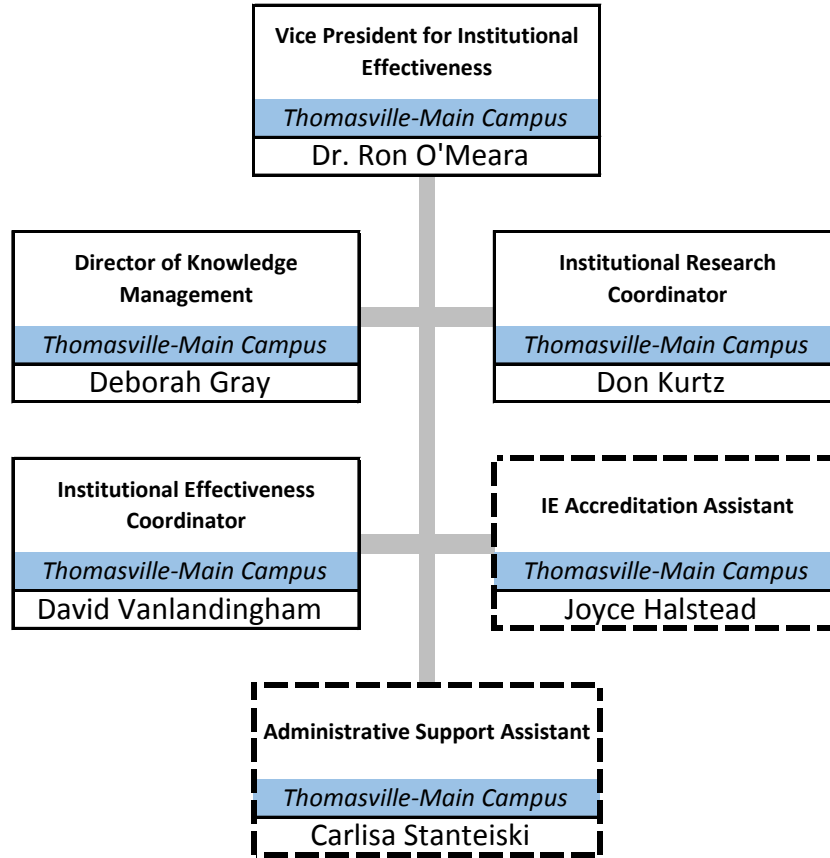 Vice President for Institutional
Effectiveness
Thomasville-Main Campus
Dr. Ron O'Meara
Director of Knowledge
Management
Thomasville-Main Campus
Deborah Gray
Institutional Research
Coordinator
Thomasville-Main Campus
Don Kurtz
Institutional Effectiveness
Coordinator
Thomasville-Main Campus
David Vanlandingham
IE Accreditation Assistant
Thomasville-Main Campus
Joyce Halstead
Administrative Support Assistant
Thomasville-Main Campus
Carlisa Stanteiski